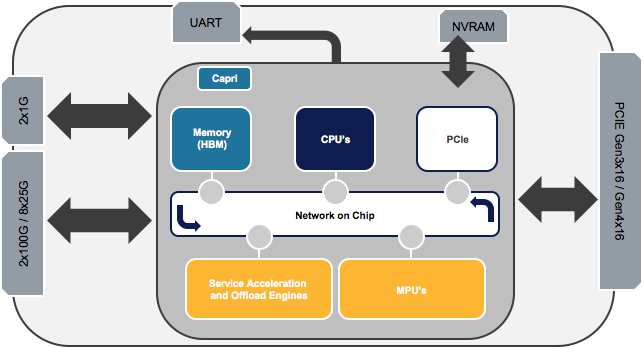 UART
NVRAM
Capri
2x1G
Memory
(HBM)
CPU's
PCIe
2x100G / 8x25G
Network on Chip
PCIE Gen3x16 / Gen4x16
Service Acceleration
and Offload Engines
MPU's